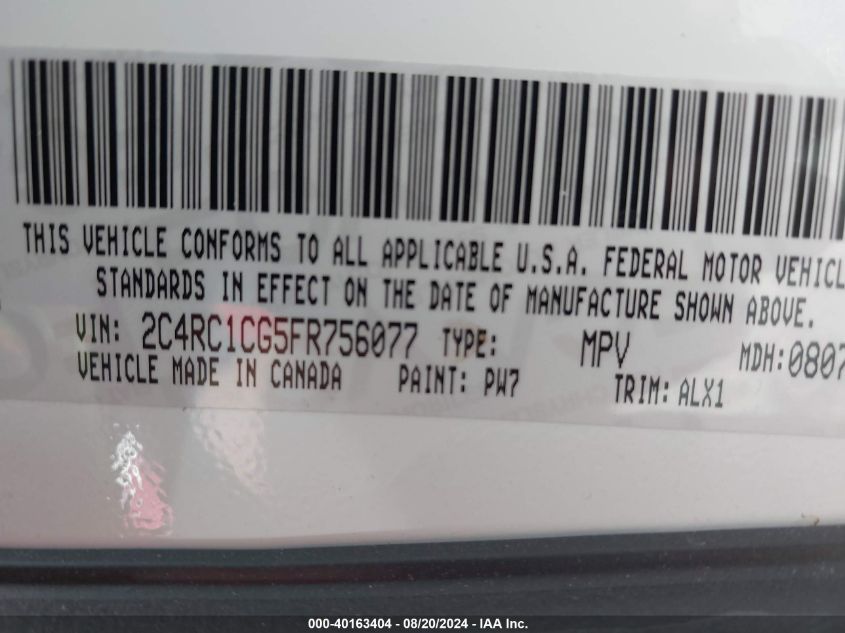 THIS VEHICLE CONFORMS TO ALL APPLICABLE U.S.A. FEDERAL MOTOR VEHICL
STANDARDS IN EFFECT ON THE DATE OF MANUFACTURE SHOWN ABOVE.
VIN: 2C4RC1CG5FR756077 TYPE: MPV MDH:0807
VEHICLE MADE IN CANADA PAINT: PW7 TRIM: ALX1
000-40163404 - 08/20/2024 - IAA Inc.